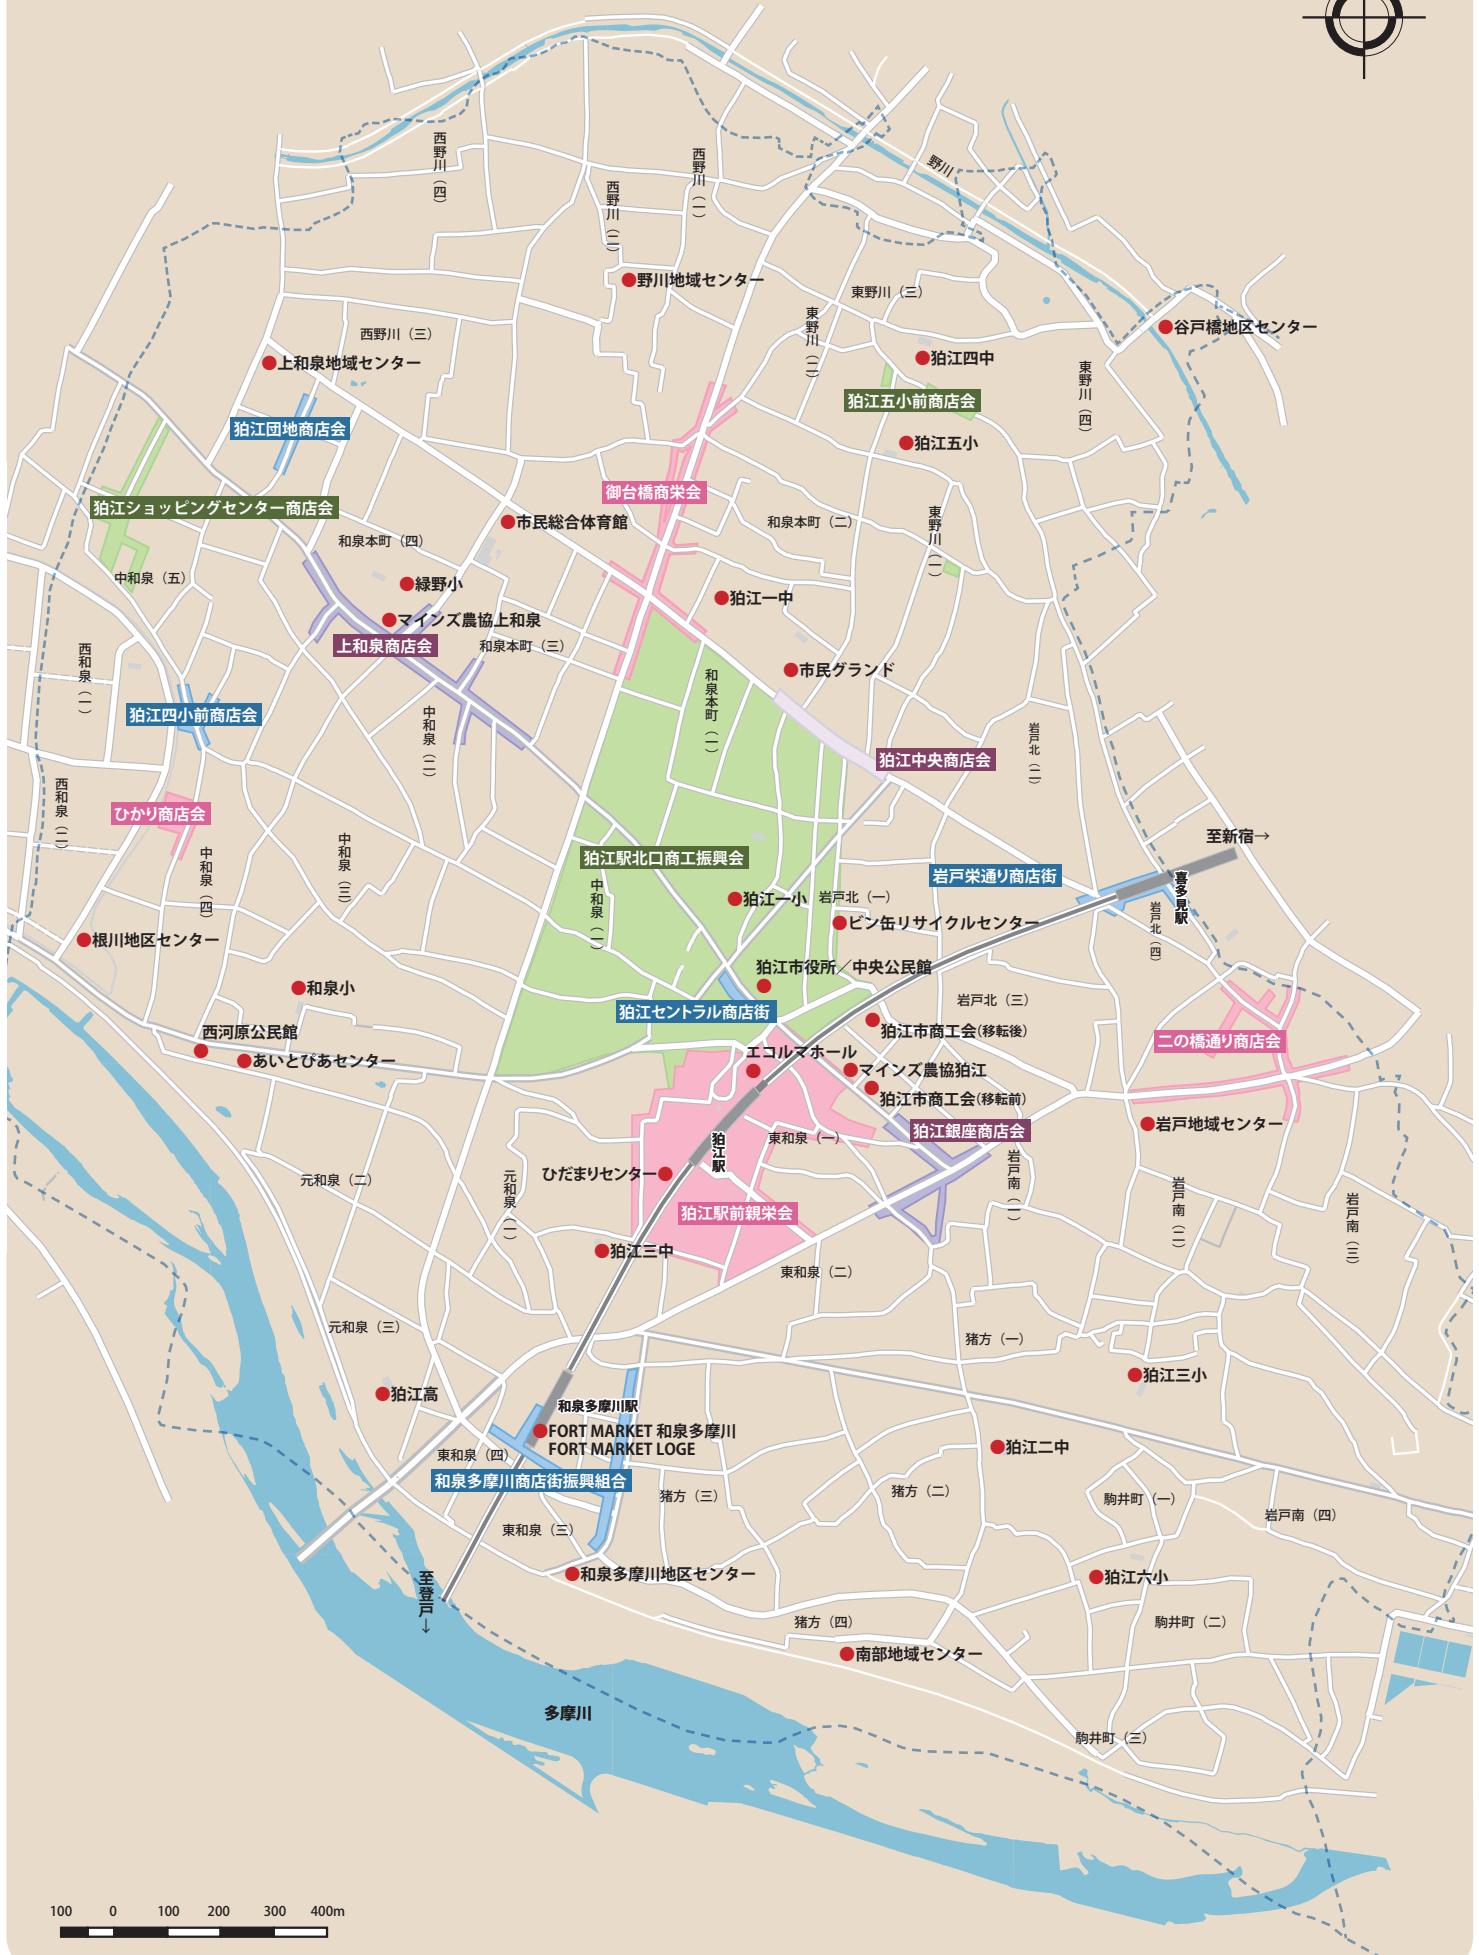 西野川（四）
西野川（一）
西野川（二）
野川
野川地域センター
東野川（三）
東野川（二）
谷戸橋地区センター
西野川（三）
上和泉地域センター
狛江四中
東野川（四）
狛江五小前商店会
狛江団地商店会
狛江五小
御台橋商栄会
狛江ショッピングセンター商店会
市民総合体育館
和泉本町（二）
東野川（一）
和泉本町（四）
中和泉（五）
緑野小
狛江一中
マインズ農協上和泉
上和泉商店会
和泉本町（三）
西和泉（一）
市民グランド
和泉本町（一）
狛江四小前商店会
中和泉（二）
岩戸北（二）
狛江中央商店会
西和泉（二）
ひかり商店会
至新宿→
中和泉（三）
中和泉（四）
狛江駅北口商工振興会
岩戸栄通り商店街
喜多見駅
中和泉（一）
狛江一小
岩戸北（一）
ビン缶リサイクルセンター
岩戸北（四）
根川地区センター
狛江市役所／中央公民館
和泉小
岩戸北（三）
狛江セントラル商店街
西河原公民館
狛江市商工会(移転後)
二の橋通り商店会
エコルマホール
あいとぴあセンター
マインズ農協狛江
狛江市商工会(移転前)
狛江銀座商店会
岩戸地域センター
東和泉（一）
狛江駅
ひだまりセンター
元和泉（二）
元和泉（一）
岩戸南（一）
岩戸南（二）
岩戸南（三）
狛江駅前親栄会
狛江三中
東和泉（二）
元和泉（三）
猪方（一）
狛江三小
狛江高
和泉多摩川駅
FORT MARKET 和泉多摩川
FORT MARKET LOGE
狛江二中
東和泉（四）
和泉多摩川商店街振興組合
猪方（三）
猪方（二）
駒井町（一）
岩戸南（四）
東和泉（三）
和泉多摩川地区センター
狛江六小
至登戸→
猪方（四）
駒井町（二）
南部地域センター
多摩川
駒井町（三）
100 0 100 200 300 400m